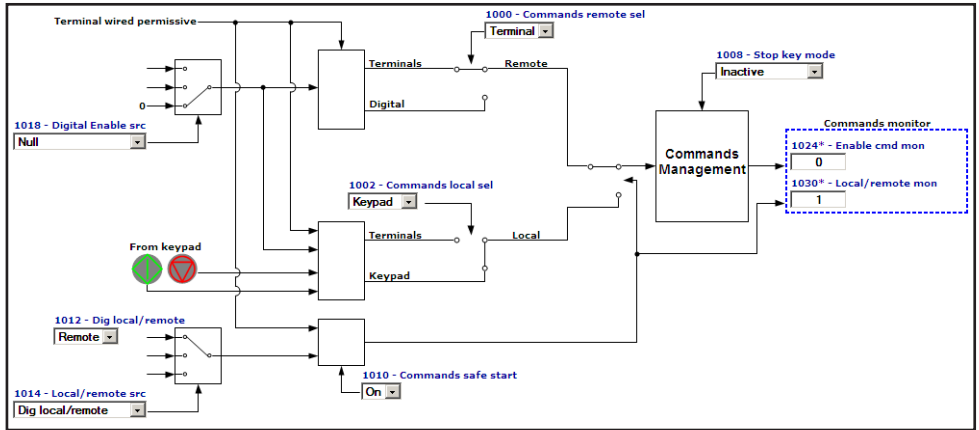 Terminal wired permissive
1000 - Commands remote sel
Terminal
1008 - Stop key mode
Inactive
Terminals
Remote
Digital
0
1018 - Digital Enable src
Null
Commands monitor
1024* - Enable cmd mon
0
1030* - Local/remote mon
1
Commands
Management
1002 - Commands local sel
Keypad
Terminals
Local
From keypad
Keypad
1012 - Dig local/remote
Remote
1010 - Commands safe start
On
1014 - Local/remote src
Dig local/remote